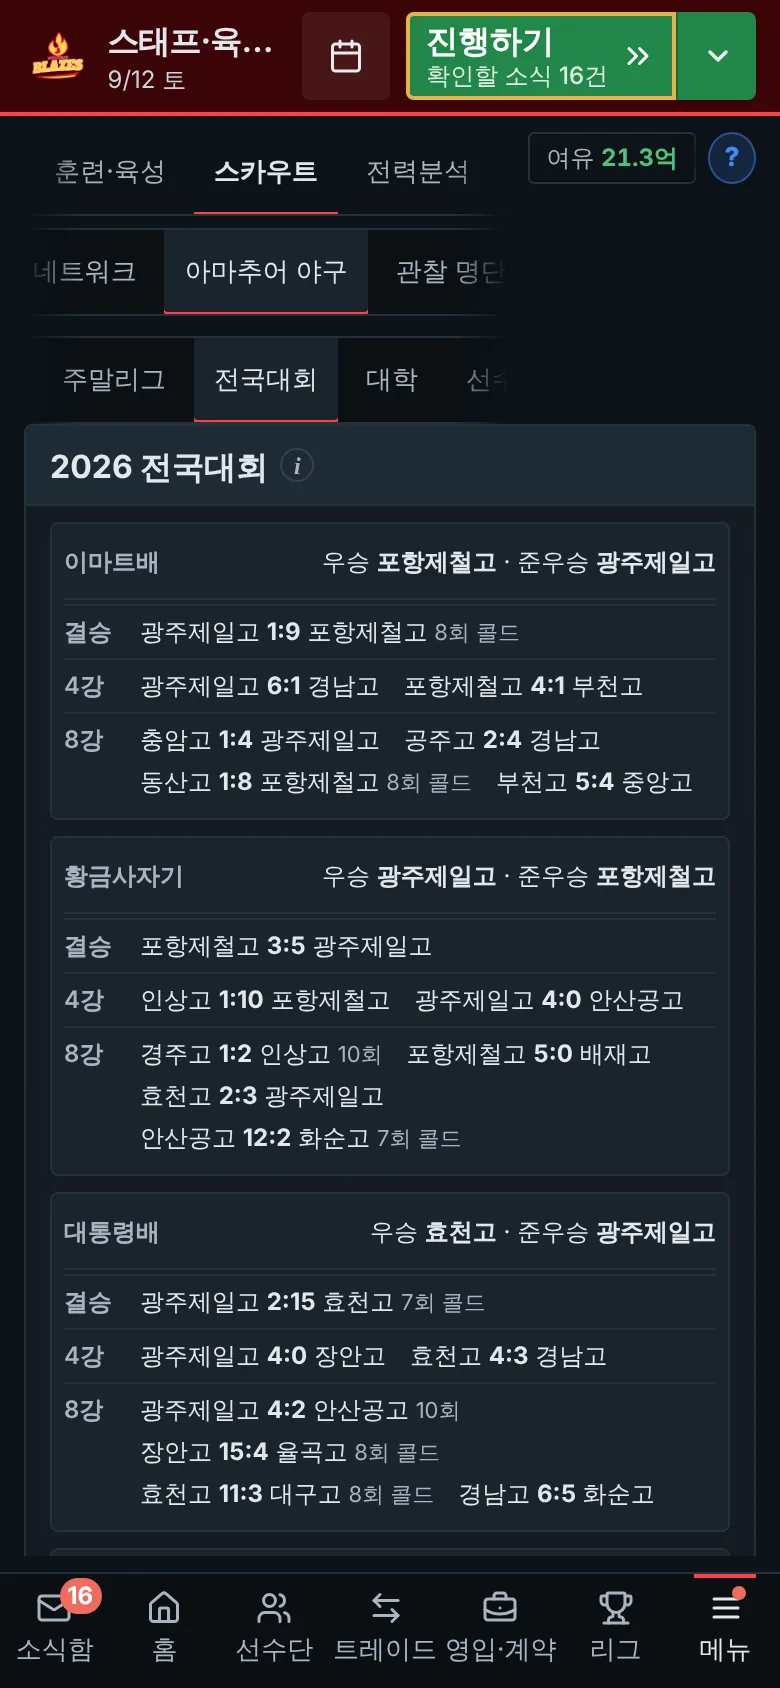 BLAZES
스태프·육...
9/12 토
진행하기
확인할 소식 16건
훈련·육성 스카우트 전력분석
여유 21.3억
?
네트워크 아마추어 야구 관찰 명단
주말리그 전국대회 대학 선수
2026 전국대회 i
이마트배 우승 포항제철고 · 준우승 광주제일고
결승 광주제일고 1:9 포항제철고 8회 콜드
4강 광주제일고 6:1 경남고 포항제철고 4:1 부천고
8강 충암고 1:4 광주제일고 공주고 2:4 경남고
동산고 1:8 포항제철고 8회 콜드 부천고 5:4 중앙고
황금사자기 우승 광주제일고 · 준우승 포항제철고
결승 포항제철고 3:5 광주제일고
4강 인상고 1:10 포항제철고 광주제일고 4:0 안산공고
8강 경주고 1:2 인상고 10회 포항제철고 5:0 배재고
효천고 2:3 광주제일고
안산공고 12:2 화순고 7회 콜드
대통령배 우승 효천고 · 준우승 광주제일고
결승 광주제일고 2:15 효천고 7회 콜드
4강 광주제일고 4:0 장안고 효천고 4:3 경남고
8강 광주제일고 4:2 안산공고 10회
장안고 15:4 율곡고 8회 콜드
효천고 11:3 대구고 8회 콜드 경남고 6:5 화순고
16
소식함 홈 선수단 트레이드 영입·계약 리그 메뉴